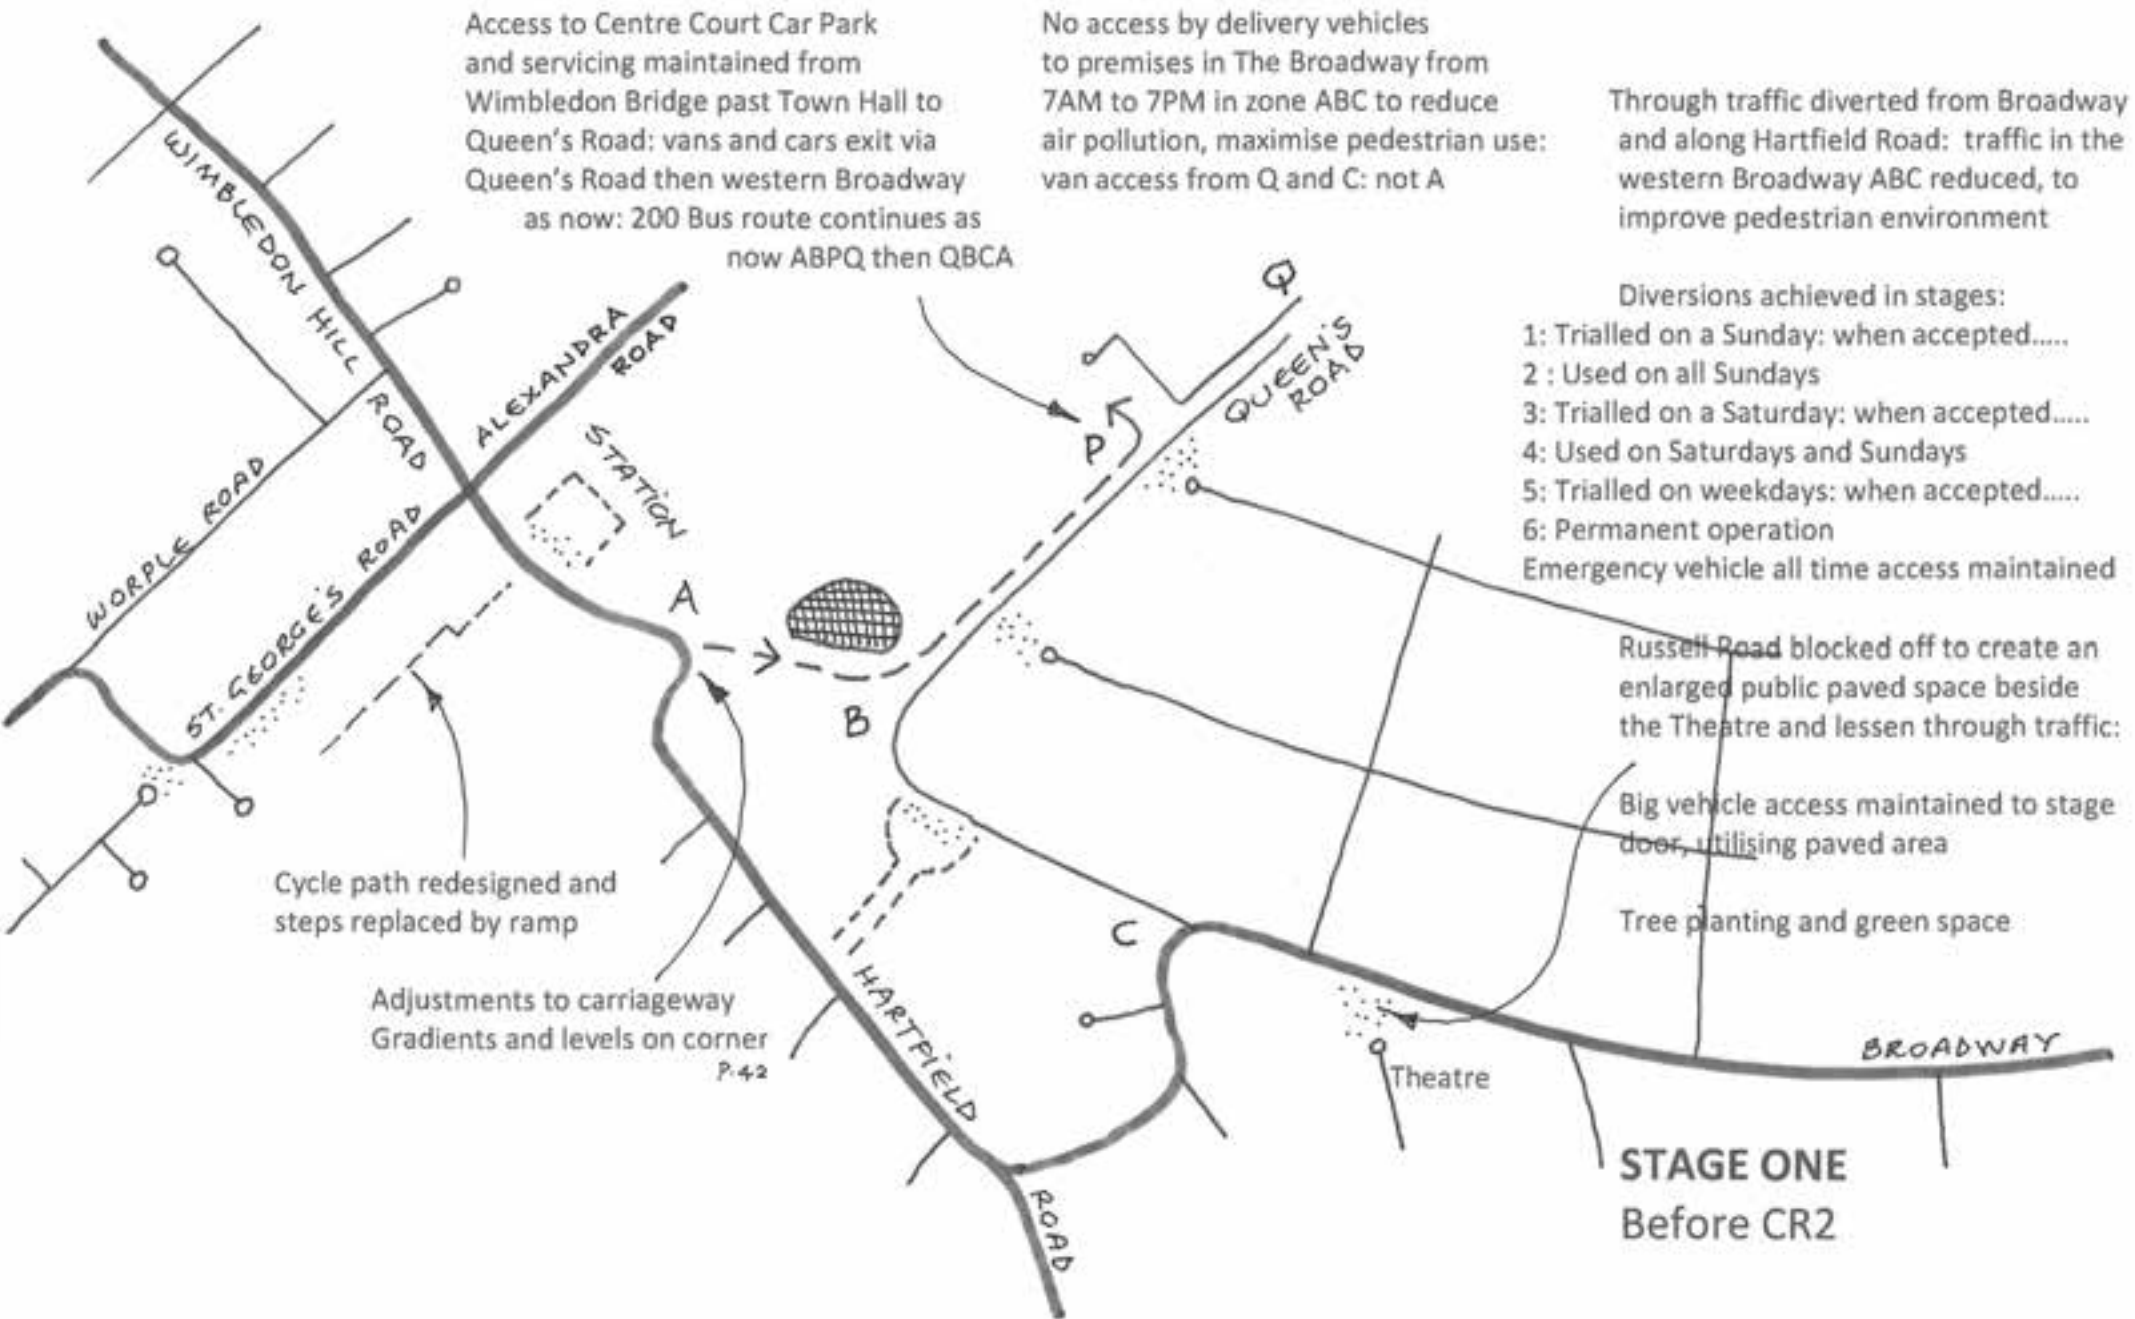 Access to Centre Court Car Park
and servicing maintained from
Wimbledon Bridge past Town Hall to
Queen's Road: vans and cars exit via
Queen's Road then western Broadway
as now: 200 Bus route continues as
now ABPQ then QBCA
No access by delivery vehicles
to premises in The Broadway from
7AM to 7PM in zone ABC to reduce
air pollution, maximise pedestrian use:
van access from Q and C: not A
Through traffic diverted from Broadway
and along Hartfield Road: traffic in the
western Broadway ABC reduced, to
improve pedestrian environment
Diversions achieved in stages:
1: Trialled on a Sunday: when accepted.....
2 : Used on all Sundays
3: Trialled on a Saturday: when accepted.....
4: Used on Saturdays and Sundays
5: Trialled on weekdays: when accepted.....
6: Permanent operation
Emergency vehicle all time access maintained
Russell Road blocked off to create an
enlarged public paved space beside
the Theatre and lessen through traffic:
Big vehicle access maintained to stage
door, utilising paved area
Tree planting and green space
WIMBLEDON HILL ROAD
ALEXANDRA
ROAD
STATION
WORPLE ROAD
ST. GEORGE'S ROAD
Q
QUEEN'S
ROAD
P
A
B
C
Cycle path redesigned and
steps replaced by ramp
Adjustments to carriageway
Gradients and levels on corner
P.42
HARTFIELD
ROAD
Theatre
BROADWAY
STAGE ONE
Before CR2